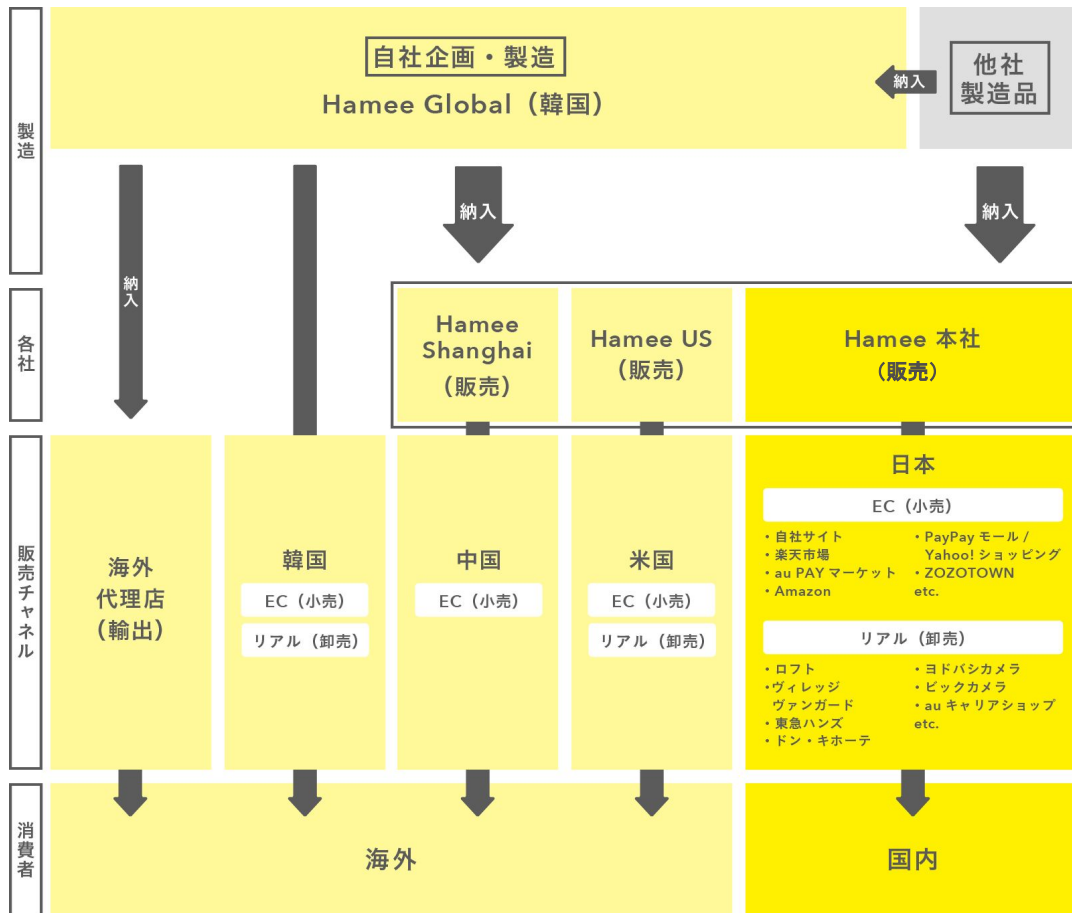 製造
自社企画・製造
Hamee Global（韓国）
納入
他社
製造品
納入
納入
納入
各社
Hamee
Shanghai
（販売）
Hamee US
（販売）
Hamee 本社
（販売）
販売チャネル
海外
代理店
（輸出）
韓国
EC（小売）
リアル（卸売）
中国
EC（小売）
米国
EC（小売）
リアル（卸売）
日本
EC（小売）
・自社サイト
・楽天市場
・au PAY マーケット
・Amazon
・PayPay モール /
Yahoo! ショッピング
・ZOZOTOWN
etc.
リアル（卸売）
・ロフト
・ヴィレッジ
ヴァンガード
・東急ハンズ
・ドン・キホーテ
・ヨドバシカメラ
・ビックカメラ
・au キャリアショップ
etc.
消費者
海外
国内